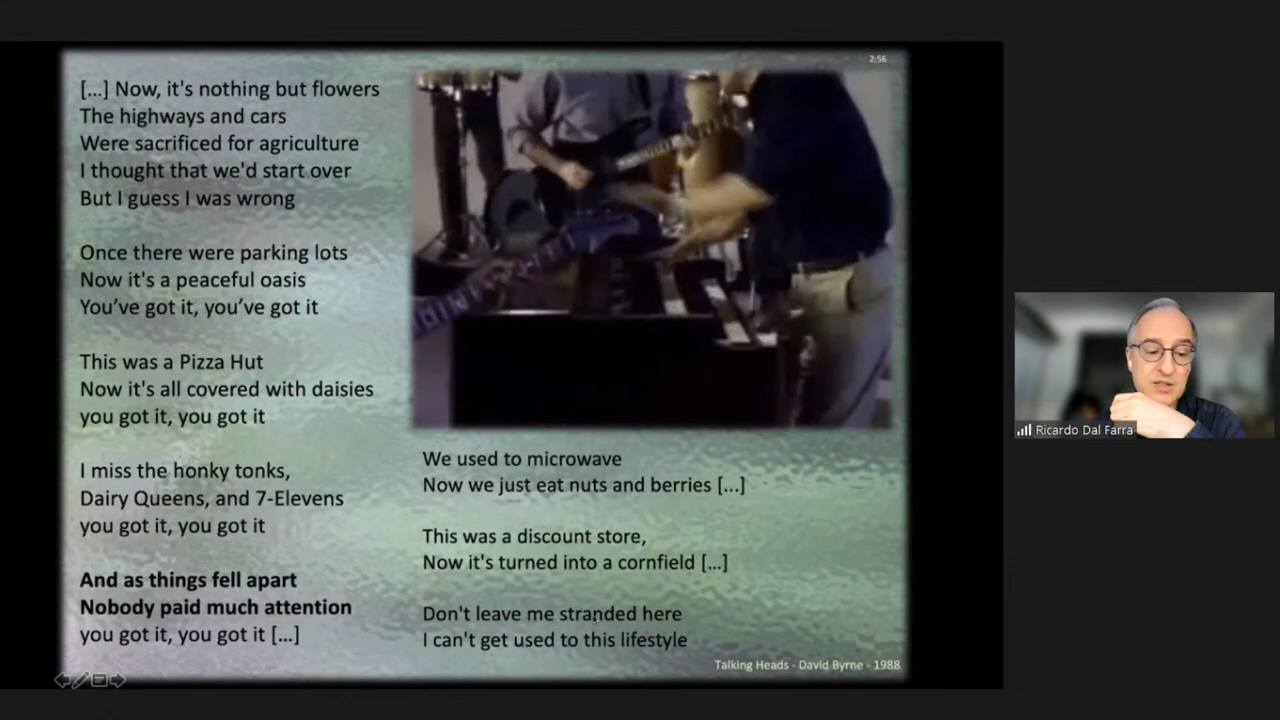 2:56
[...] Now, it's nothing but flowers
The highways and cars
Were sacrificed for agriculture
I thought that we'd start over
But I guess I was wrong
Once there were parking lots
Now it's a peaceful oasis
You’ve got it, you’ve got it
This was a Pizza Hut
Now it's all covered with daisies
you got it, you got it
I miss the honky tonks,
Dairy Queens, and 7-Elevens
you got it, you got it
And as things fell apart
Nobody paid much attention
you got it, you got it [...]
We used to microwave
Now we just eat nuts and berries [...]
This was a discount store,
Now it's turned into a cornfield [...]
Don't leave me stranded here
I can't get used to this lifestyle
Talking Heads - David Byrne - 1988
Ricardo Dal Farra